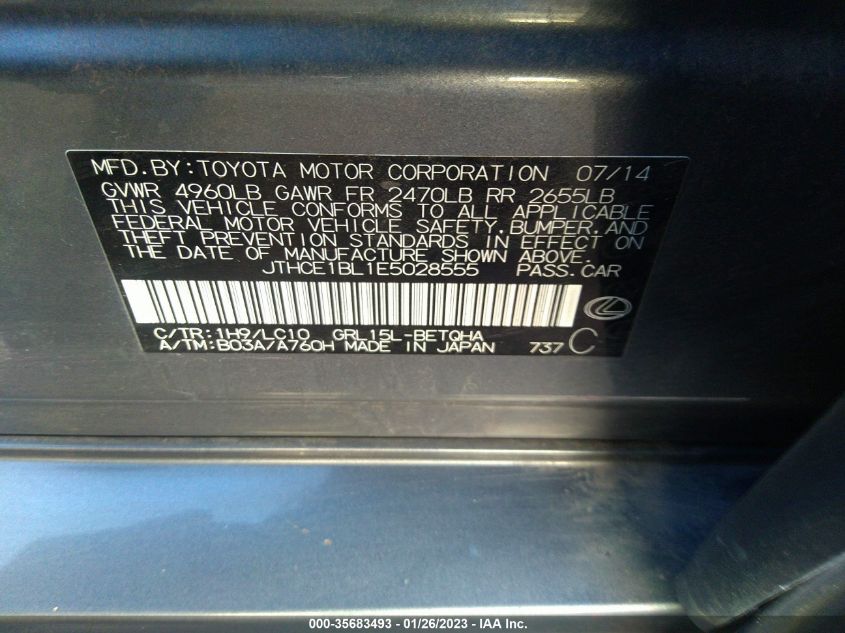 MFD.BY:TOYOTA MOTOR CORPORATION 07/14
GVWR 4960LB GAWR FR 2470LB RR 2655LB
THIS VEHICLE CONFORMS TO ALL APPLICABLE
FEDERAL MOTOR VEHICLE SAFETY,BUMPER,AND
THEFT PREVENTION STANDARDS IN EFFECT ON
THE DATE OF MANUFACTURE SHOWN ABOVE.
JTHCE1BL1E5028555 PASS.CAR
C/TR:1H9/LC10 GRL15L-BETQHA
A/TM:B03A7A760H MADE IN JAPAN 737 C
000-35683493 - 01/26/2023 - IAA Inc.